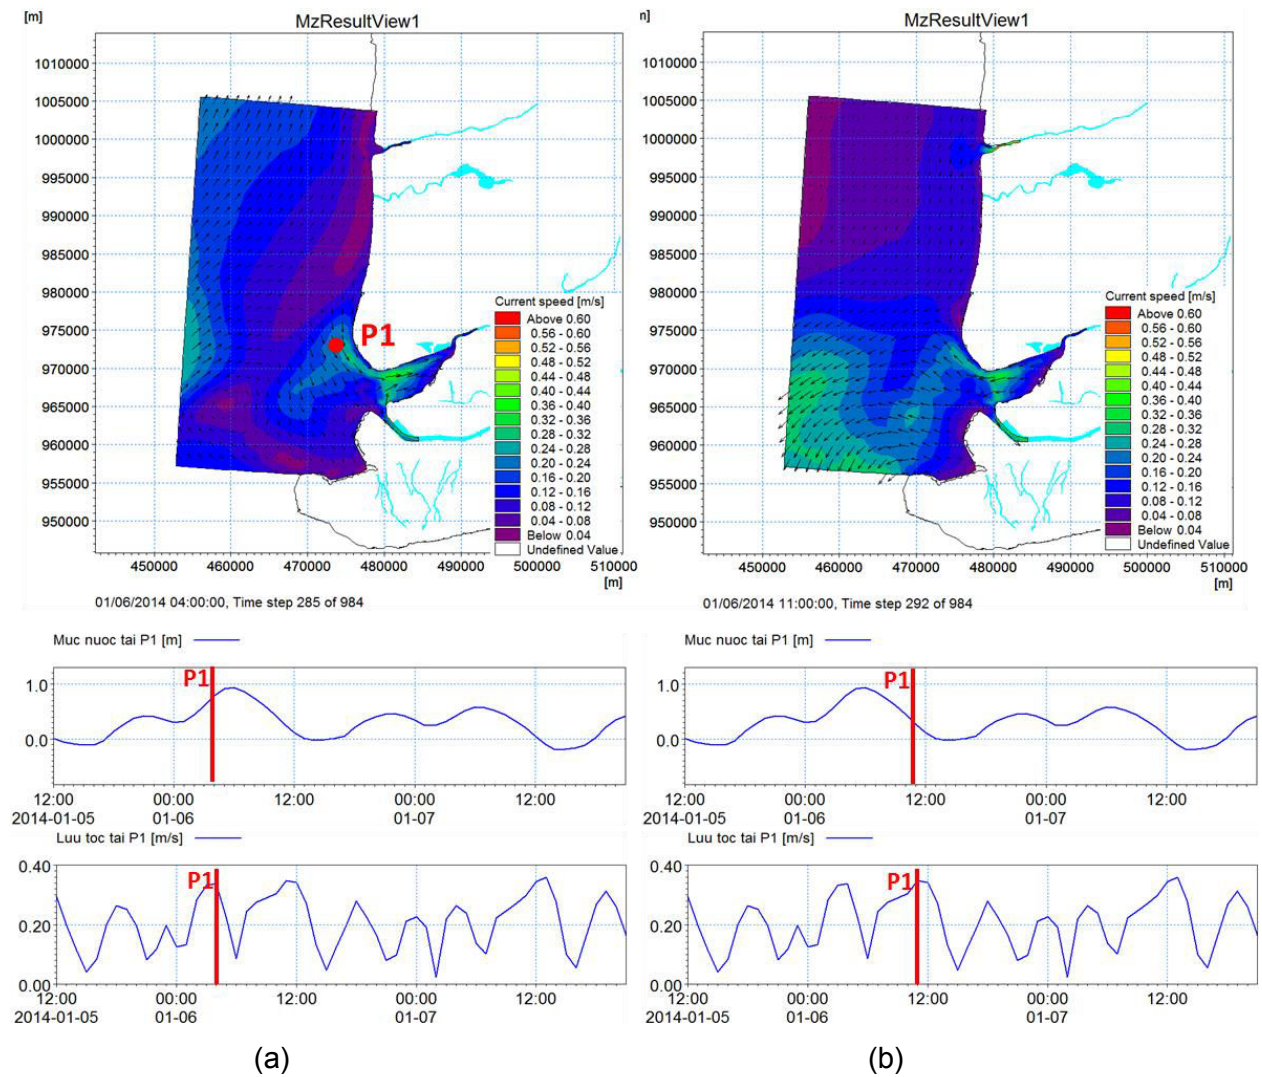 [m]
MzResultView1
1010000
1005000
1000000
995000
990000
985000
980000
975000
970000
965000
960000
955000
950000
P1
Current speed [m/s]
Above 0.60
0.56 - 0.60
0.52 - 0.56
0.48 - 0.52
0.44 - 0.48
0.40 - 0.44
0.36 - 0.40
0.32 - 0.36
0.28 - 0.32
0.24 - 0.28
0.20 - 0.24
0.16 - 0.20
0.12 - 0.16
0.08 - 0.12
0.04 - 0.08
Below 0.04
Undefined Value
450000 460000 470000 480000 490000 500000 510000
[m]
01/06/2014 04:00:00, Time step 285 of 984
n]
MzResultView1
1010000
1005000
1000000
995000
990000
985000
980000
975000
970000
965000
960000
955000
950000
Current speed [m/s]
Above 0.60
0.56 - 0.60
0.52 - 0.56
0.48 - 0.52
0.44 - 0.48
0.40 - 0.44
0.36 - 0.40
0.32 - 0.36
0.28 - 0.32
0.24 - 0.28
0.20 - 0.24
0.16 - 0.20
0.12 - 0.16
0.08 - 0.12
0.04 - 0.08
Below 0.04
Undefined Value
450000 460000 470000 480000 490000 500000 510000
[m]
01/06/2014 11:00:00, Time step 292 of 984
Muc nuoc tai P1 [m]
P1
1.0
0.0
12:00 00:00 12:00 00:00 12:00
2014-01-05 01-06 01-07
Luu toc tai P1 [m/s]
0.40
P1
0.20
0.00
12:00 00:00 12:00 00:00 12:00
2014-01-05 01-06 01-07
Muc nuoc tai P1 [m]
P1
1.0
0.0
12:00 00:00 12:00 00:00 12:00
2014-01-05 01-06 01-07
Luu toc tai P1 [m/s]
0.40
P1
0.20
0.00
12:00 00:00 12:00 00:00 12:00
2014-01-05 01-06 01-07
(a)
(b)